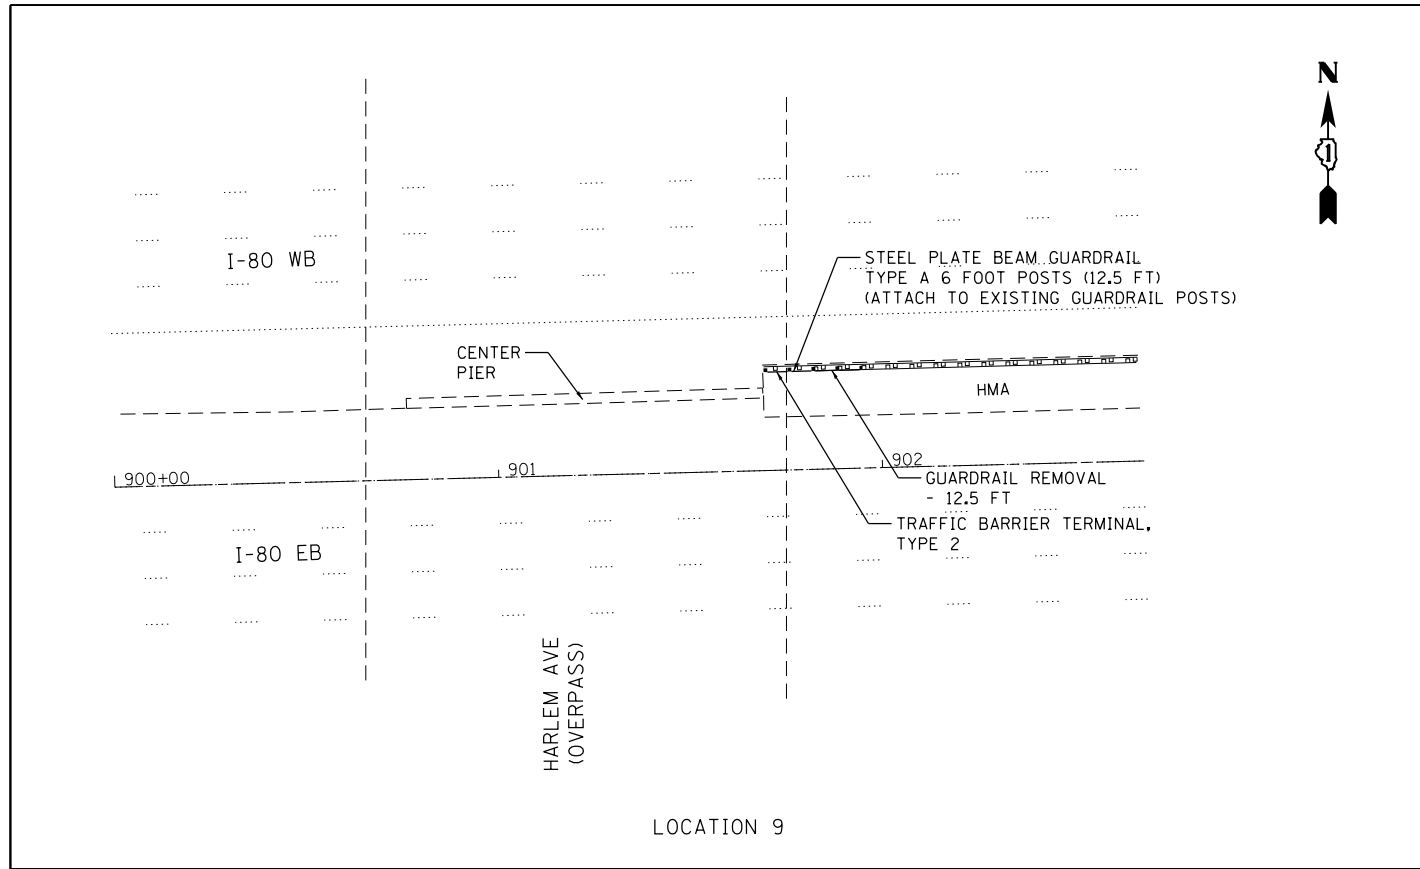 N
1
I-80 WB
STEEL PLATE BEAM GUARDRAIL
TYPE A 6 FOOT POSTS (12.5 FT)
(ATTACH TO EXISTING GUARDRAIL POSTS)
CENTER
PIER
HMA
900+00
901
902
GUARDRAIL REMOVAL
- 12.5 FT
TRAFFIC BARRIER TERMINAL,
TYPE 2
I-80 EB
HARLEM AVE
(OVERPASS)
LOCATION 9